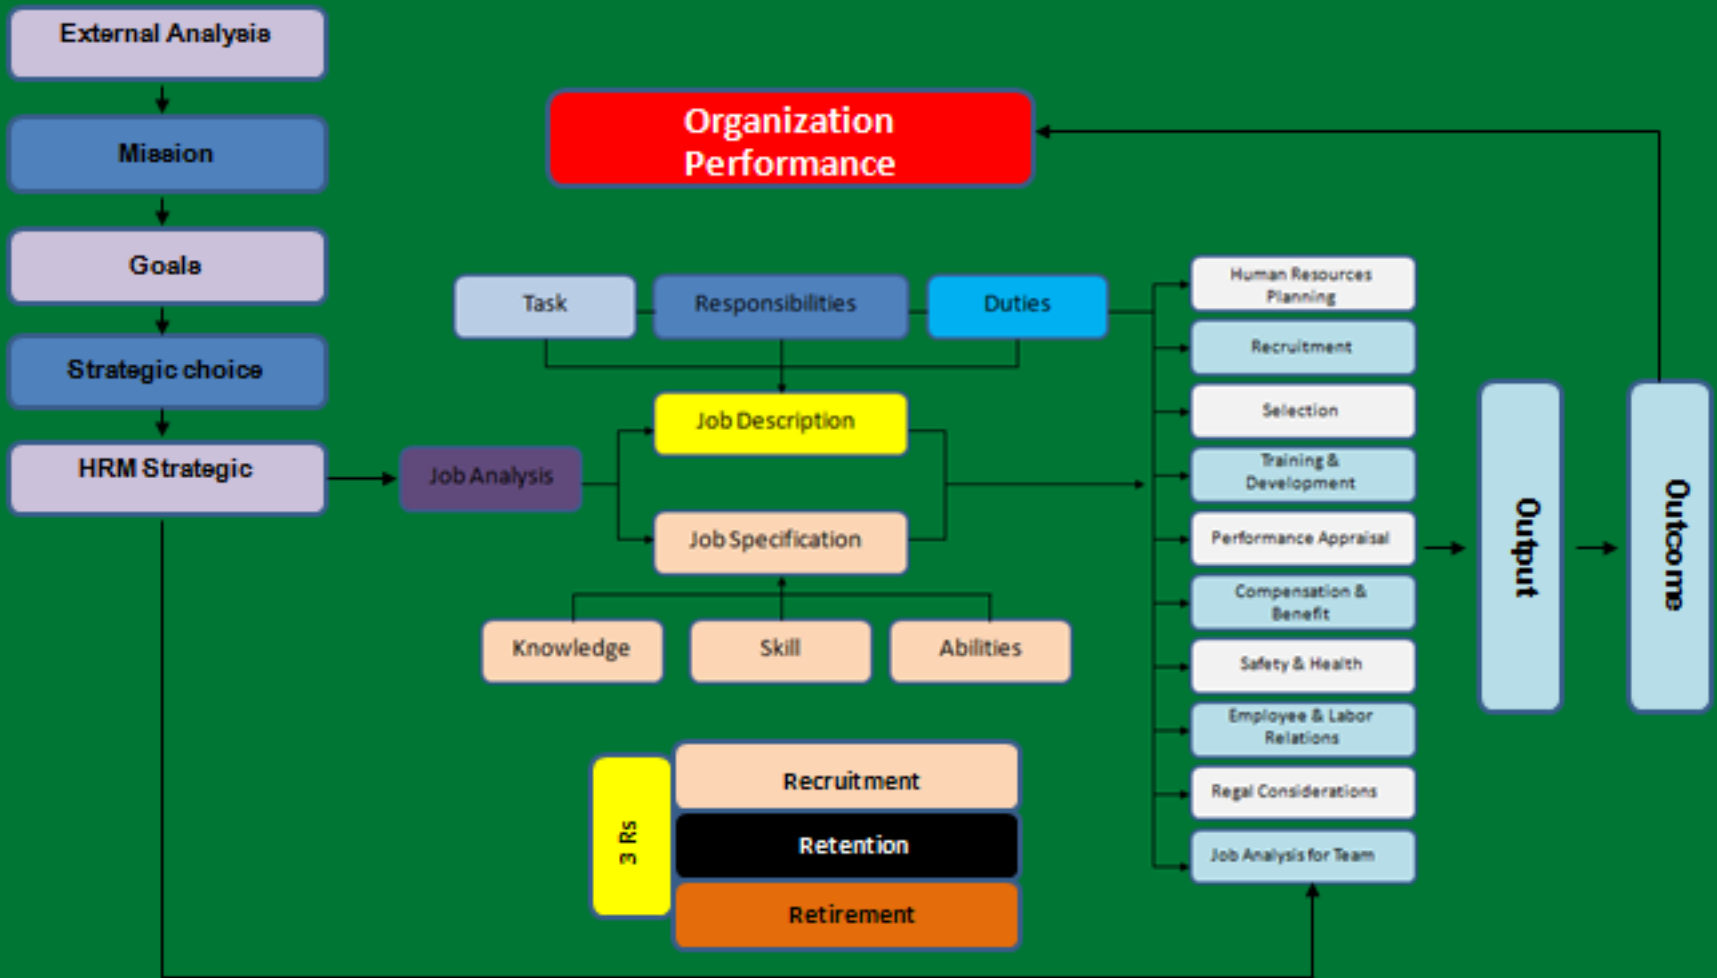 External Analysis
Mission
Goals
Strategic choice
HRM Strategic
Organization
Performance
Task
Responsibilities
Duties
Job Description
Job Analysis
Job Specification
Knowledge
Skill
Abilities
3 Rs
Recruitment
Retention
Retirement
Human Resources
Planning
Recruitment
Selection
Training &
Development
Performance Appraisal
Compensation &
Benefit
Safety & Health
Employee & Labor
Relations
Regal Considerations
Job Analysis for Team
Output
Outcome